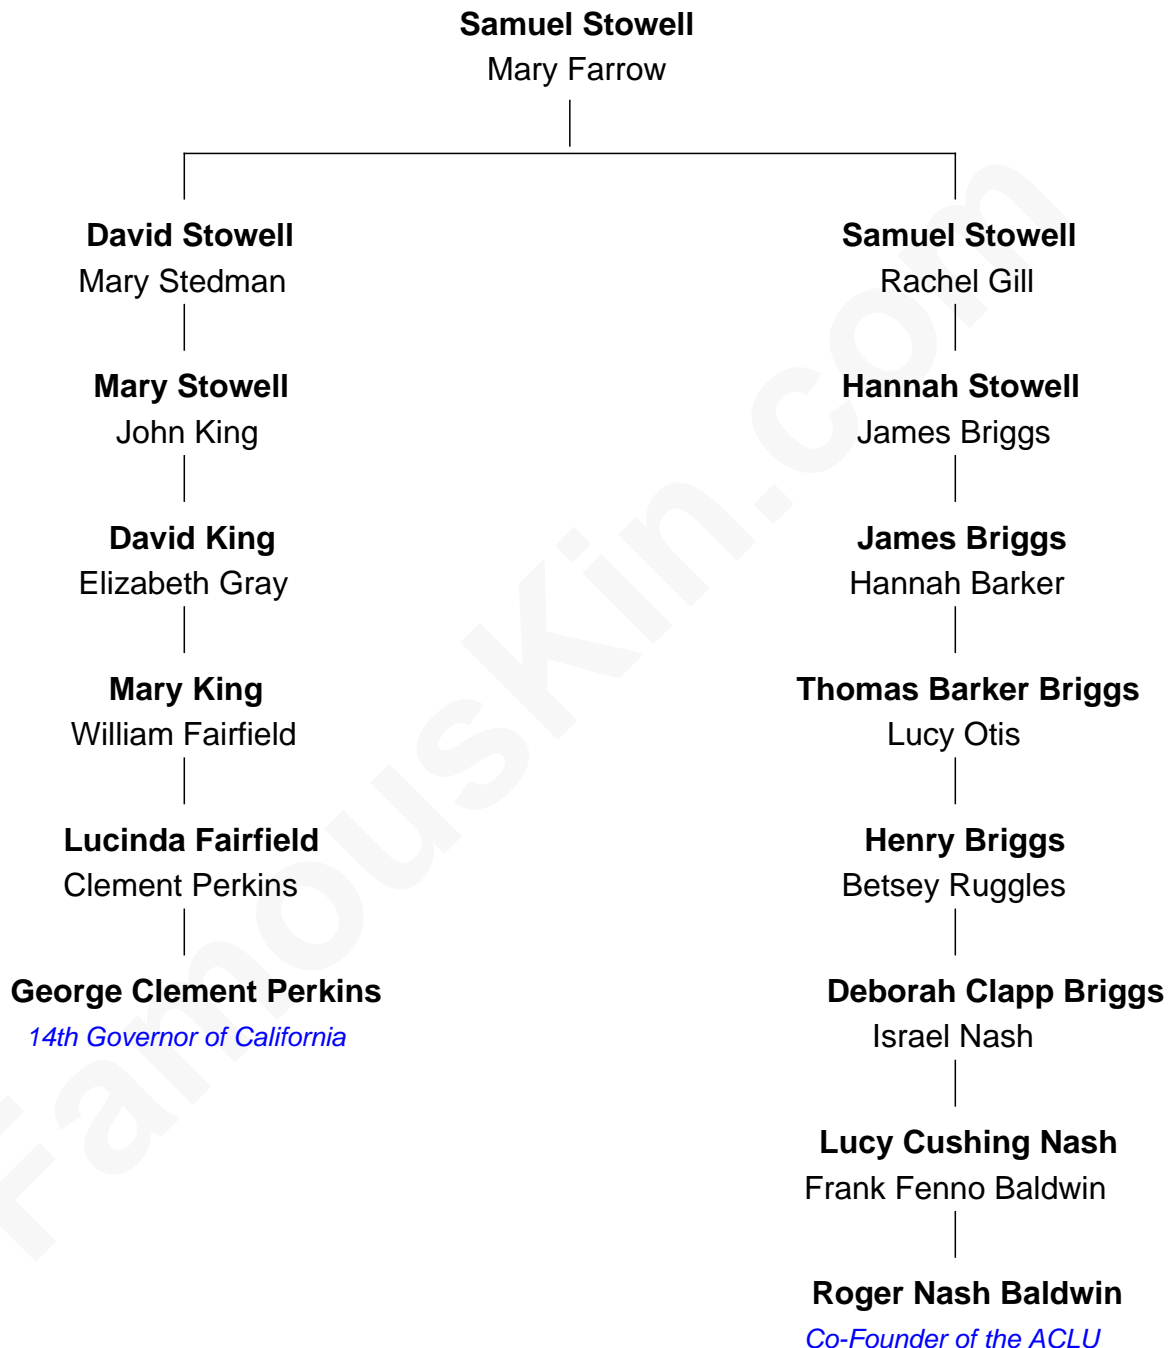 Samuel Stowell
Mary Farrow
David Stowell
Mary Stedman
Samuel Stowell
Rachel Gill
Mary Stowell
John King
Hannah Stowell
James Briggs
David King
Elizabeth Gray
James Briggs
Hannah Barker
Mary King
William Fairfield
Thomas Barker Briggs
Lucy Otis
Lucinda Fairfield
Clement Perkins
Henry Briggs
Betsey Ruggles
George Clement Perkins
14th Governor of California
Deborah Clapp Briggs
Israel Nash
Lucy Cushing Nash
Frank Fenno Baldwin
Roger Nash Baldwin
Co-Founder of the ACLU
FamousKin.com